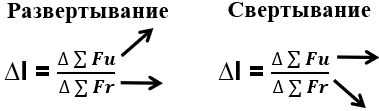 Развертывание Свертывание
ΔI = Δ ∑ Fu / Δ ∑ Fr ΔI = Δ ∑ Fu / Δ ∑ Fr